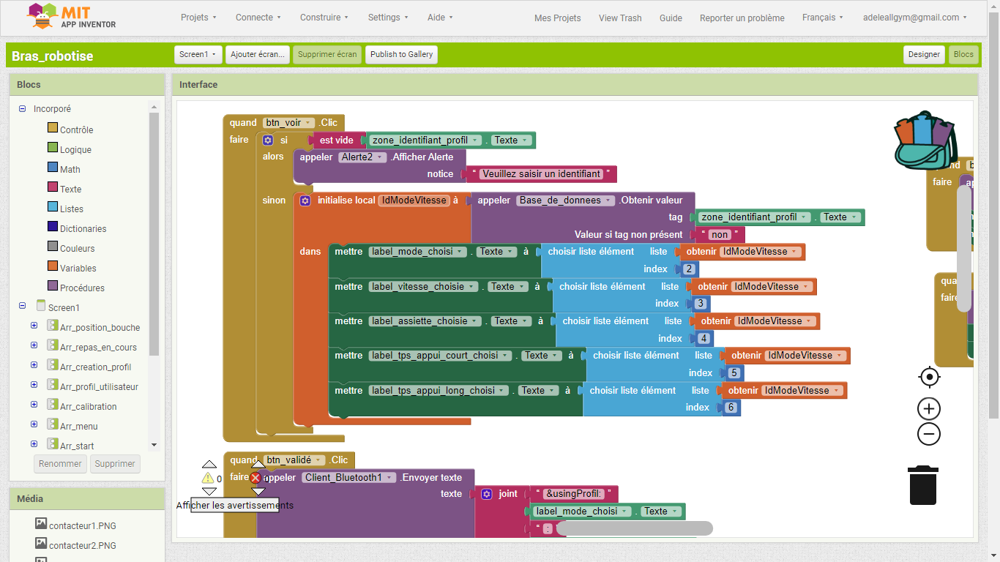 MIT
APP INVENTOR
Projets Connecte Construire Settings Aide Mes Projets View Trash Guide Reporter un problème Français adeleallgym@gmail.com
Bras_robotise Screen1 Ajouter écran... Supprimer écran Publish to Gallery Designer Blocs
Blocs
Incorporé
Contrôle
Logique
Math
Texte
Listes
Dictionaries
Couleurs
Variables
Procédures
Screen1
Arr_position_bouche
Arr_repas_en_cours
Arr_creation_profil
Arr_profil_utilisateur
Arr_calibration
Arr_menu
Arr_start
Renommer Supprimer
Média
contacteur1.PNG
contacteur2.PNG
Interface
quand btn_voir .Clic
faire si est vide zone_identifiant_profil . Texte
alors appeler Alerte2 .Afficher Alerte
notice " Veuillez saisir un identifiant "
sinon initialise local IdModeVitesse à appeler Base_de_donnees .Obtenir valeur
tag zone_identifiant_profil . Texte
Valeur si tag non présent " non "
dans mettre label_mode_choisi . Texte à choisir liste élément liste obtenir IdModeVitesse
index 2
mettre label_vitesse_choisie . Texte à choisir liste élément liste obtenir IdModeVitesse
index 3
mettre label_assiette_choisie . Texte à choisir liste élément liste obtenir IdModeVitesse
index 4
mettre label_tps_appui_court_choisi . Texte à choisir liste élément liste obtenir IdModeVitesse
index 5
mettre label_tps_appui_long_choisi . Texte à choisir liste élément liste obtenir IdModeVitesse
index 6
quand btn_validé .Clic
faire appeler Client_Bluetooth1 .Envoyer texte
texte joint " &usingProfil: "
label_mode_choisi . Texte
" : "
0
Afficher les avertissements
faire
faire